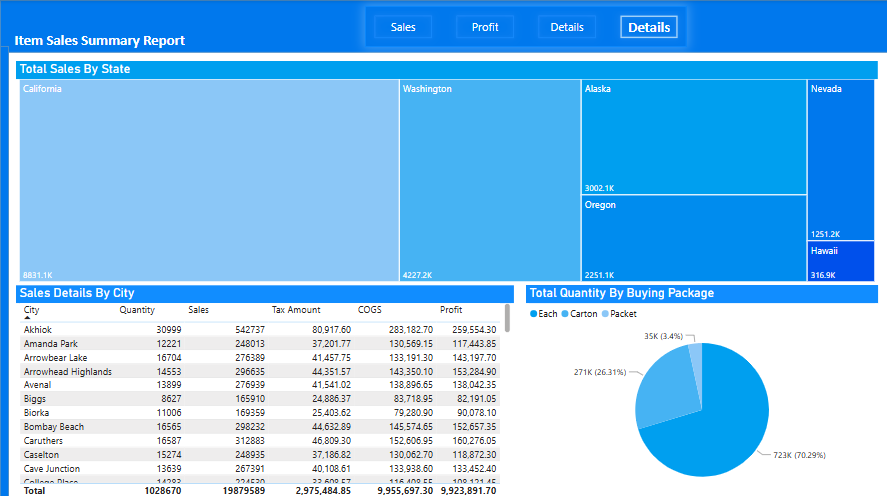 Sales Profit Details Details
Item Sales Summary Report
Total Sales By State
California Washington Alaska Nevada
3002.1K
Oregon
1251.2K
Hawaii
8831.1K 4227.2K 2251.1K 316.9K
Sales Details By City
City Quantity Sales Tax Amount COGS Profit
Akhiok 30999 542737 80,917.60 283,182.70 259,554.30
Amanda Park 12221 248013 37,201.77 130,569.15 117,443.85
Arrowbear Lake 16704 276389 41,457.75 133,191.30 143,197.70
Arrowhead Highlands 14553 296635 44,351.57 143,350.10 153,284.90
Avenal 13899 276939 41,541.02 138,896.65 138,042.35
Biggs 8627 165910 24,886.37 83,718.95 82,191.05
Biorka 11006 169359 25,403.62 79,280.90 90,078.10
Bombay Beach 16565 298232 44,632.89 145,574.65 152,657.35
Caruthers 16587 312883 46,809.30 152,606.95 160,276.05
Caselton 15274 248935 37,186.82 130,062.70 118,872.30
Cave Junction 13639 267391 40,108.61 133,938.60 133,452.40
College Place 14283 224530 33,608.57 116,408.55 108,121.45
Total 1028670 19879589 2,975,484.85 9,955,697.30 9,923,891.70
Total Quantity By Buying Package
Each Carton Packet
35K (3.4%)
271K (26.31%)
723K (70.29%)